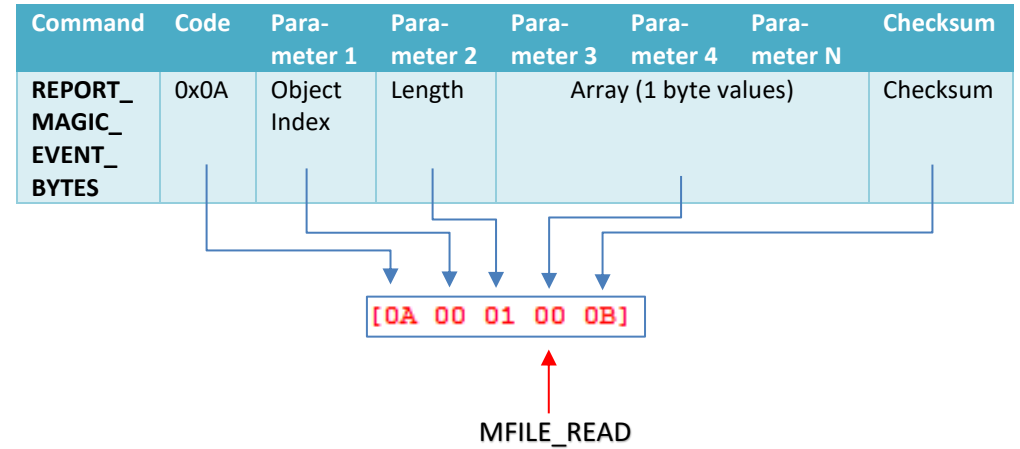 Command Code Para- Para- Para- Para- Para- Checksum
meter 1 meter 2 meter 3 meter 4 meter N
REPORT_ 0x0A Object Length Array (1 byte values) Checksum
MAGIC_ Index
EVENT_
BYTES
[0A 00 01 00 0B]
MFILE_READ